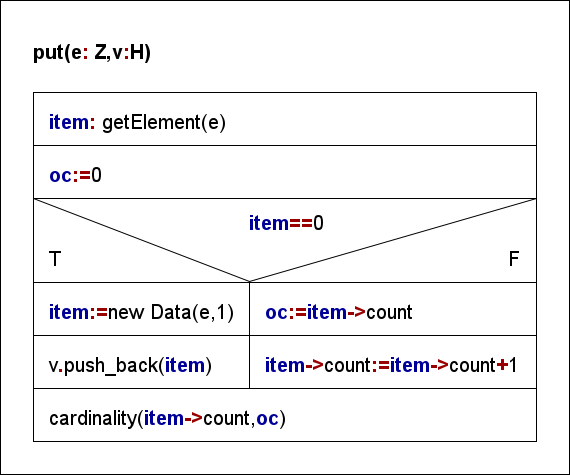 put(e: Z,v:H)
item: getElement(e)
oc:=0
item==0
T
F
item:=new Data(e,1)
oc:=item->count
v.push_back(item)
item->count:=item->count+1
cardinality(item->count,oc)